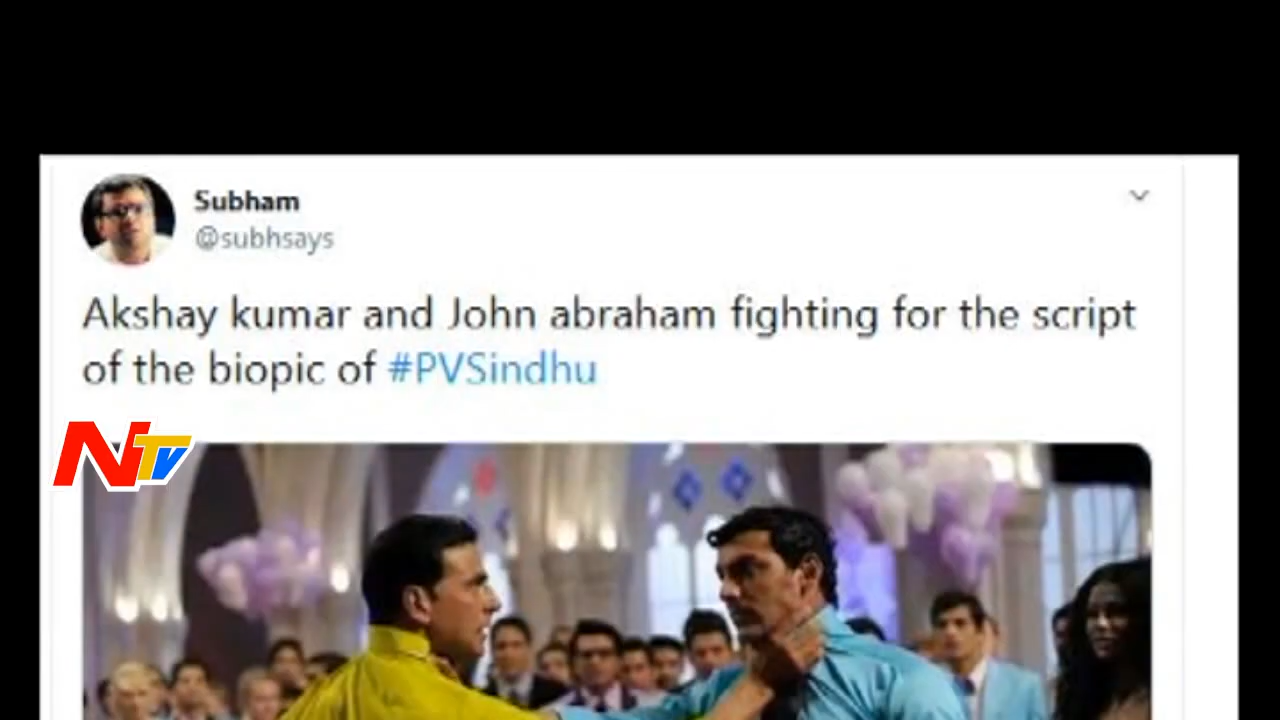 Subham
@subhsays
Akshay kumar and John abraham fighting for the script
of the biopic of #PVSindhu
NTV